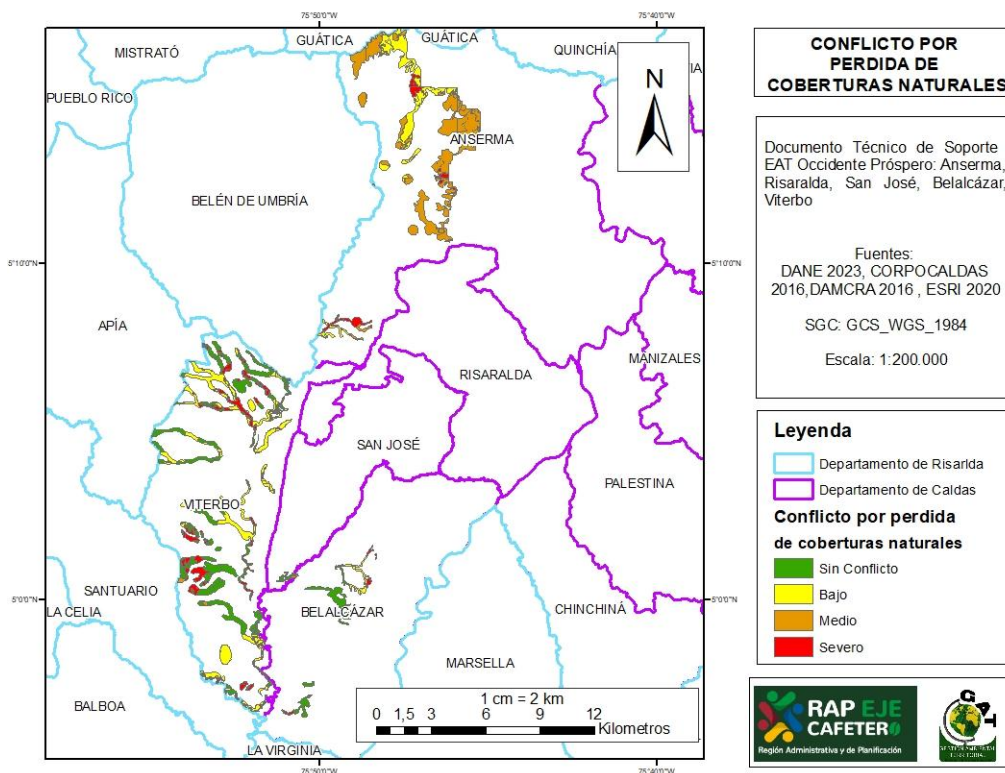 75°50'0"W
75°40'0"W
MISTRATÓ
GUÁTICA
GUÁTICA
QUINCHÍA
IA
PUEBLO RICO
N
ANSERMA
BELÉN DE UMBRÍA
5°10'0"N
5°10'0"N
APÍA
MANIZALES
RISARALDA
SAN JOSÉ
PALESTINA
VITERBO
SANTUARIO
5°0'0"N
5°0'0"N
LA CELIA
BELALCÁZAR
CHINCHINÁ
MARSELLA
BALBOA
1 cm = 2 km
0 1,5 3 6 9 12
Kilometros
LA VIRGINIA
75°50'0"W
75°40'0"W
CONFLICTO POR
PERDIDA DE
COBERTURAS NATURALES
Documento Técnico de Soporte
EAT Occidente Próspero: Anserma,
Risaralda, San José, Belalcázar,
Viterbo
Fuentes:
DANE 2023, CORPOCALDAS
2016,DAMCRA 2016 , ESRI 2020
SGC: GCS_WGS_1984
Escala: 1:200.000
Leyenda
Departamento de Risarlda
Departamento de Caldas
Conflicto por perdida
de coberturas naturales
Sin Conflicto
Bajo
Medio
Severo
RAP EJE
CAFETERO
Región Administrativa y de Planificación
GAT
GESTIÓN AMBIENTAL
TERRITORIAL